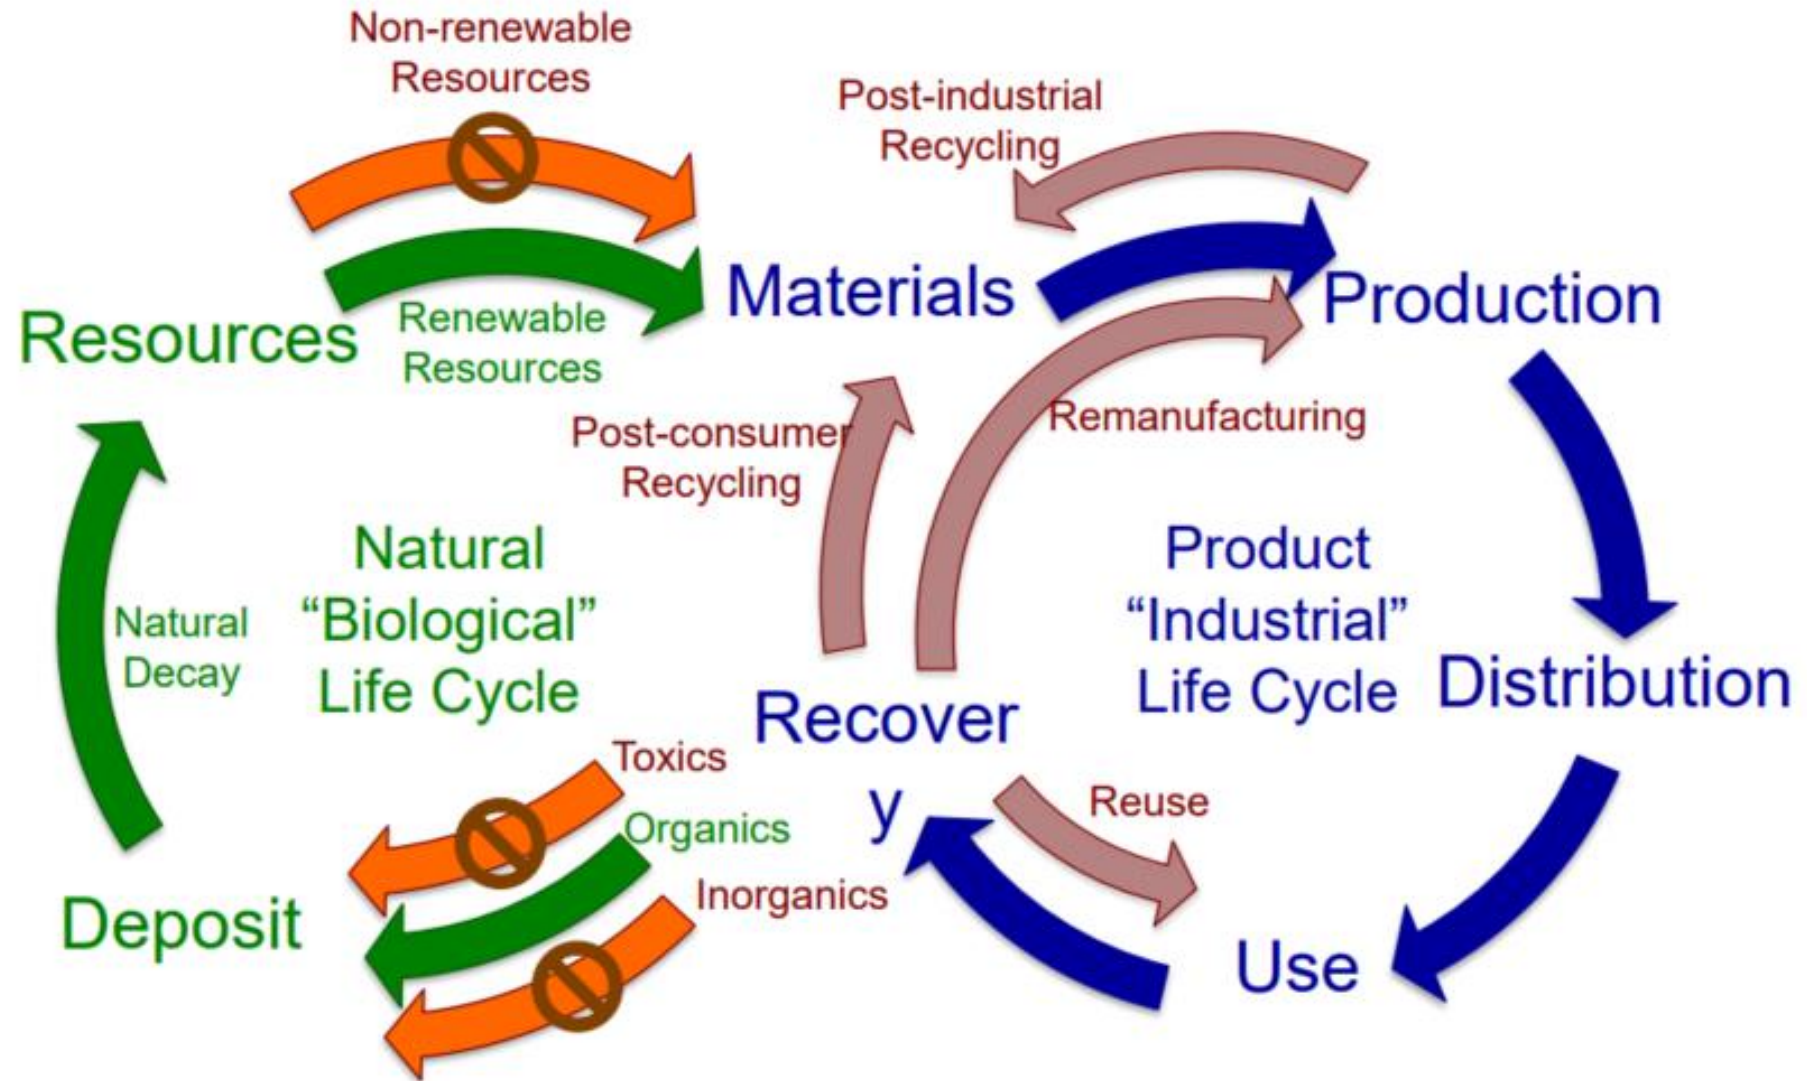 Non-renewable
Resources
Post-industrial
Recycling
Materials
Production
Resources
Renewable
Resources
Post-consumer
Recycling
Remanufacturing
Natural
“Biological”
Life Cycle
Product
“Industrial”
Life Cycle
Natural
Decay
Distribution
Recover
y
Toxics
Organics
Inorganics
Reuse
Deposit
Use